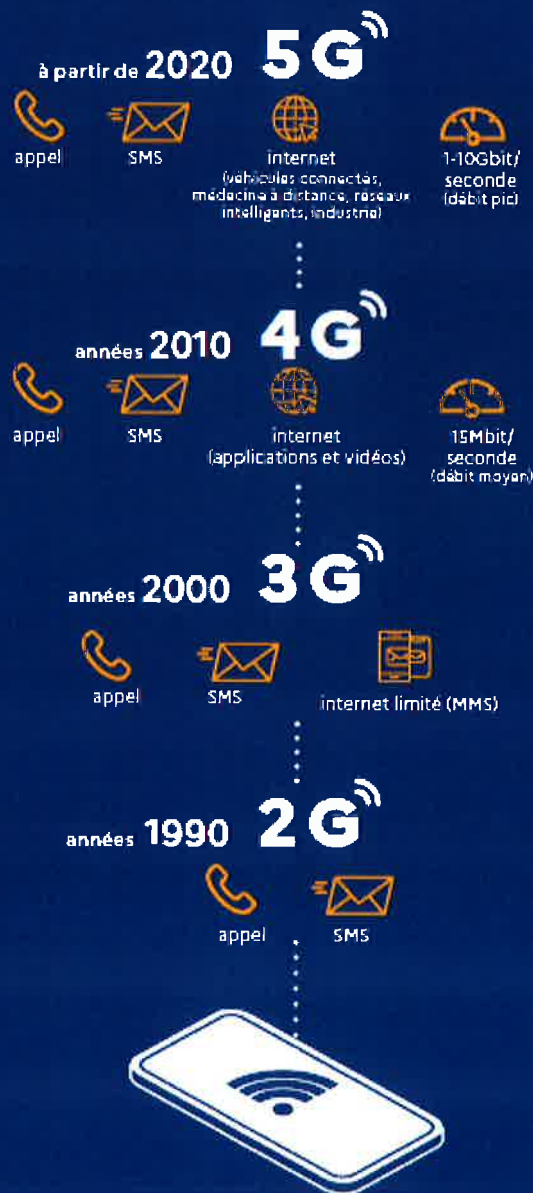 à partir de 2020 5G
appel
SMS
internet
(véhicules connectés,
médecine à distance, réseaux
intelligents, industrie)
1-10Gbit/
seconde
(débit pic)
années 2010 4G
appel
SMS
internet
(applications et vidéos)
15Mbit/
seconde
(débit moyen)
années 2000 3G
appel
SMS
internet limité (MMS)
années 1990 2G
appel
SMS